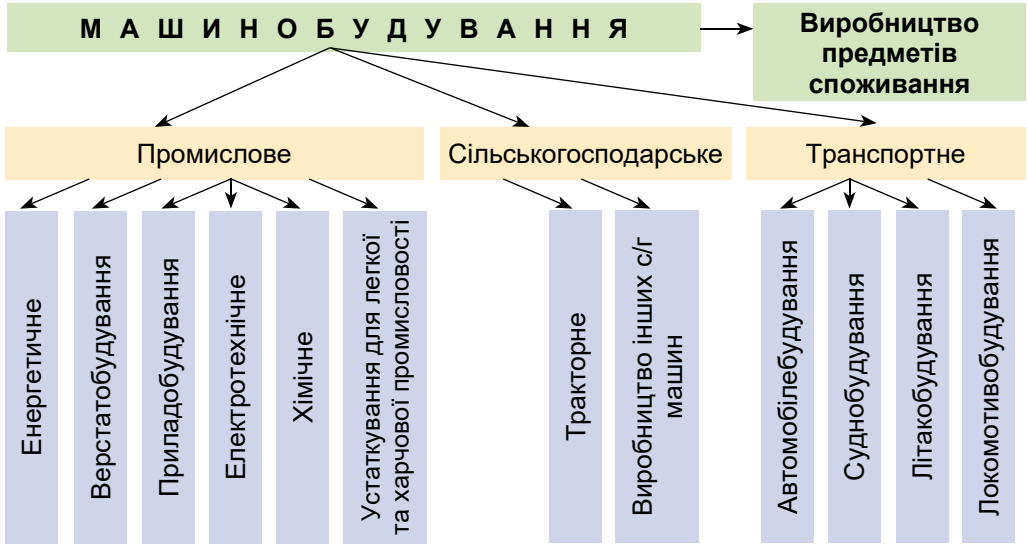 М А Ш И Н О Б У Д У В А Н Н Я
Виробництво
предметів
споживання
Промислове
Сільськогосподарське
Транспортне
Енергетичне
Верстатобудування
Приладобудування
Електротехнічне
Хімічне
Устаткування для легкої
та харчової промисловості
Тракторне
Виробництво інших с/г
машин
Автомобілебудування
Суднобудування
Літакобудування
Локомотивобудування